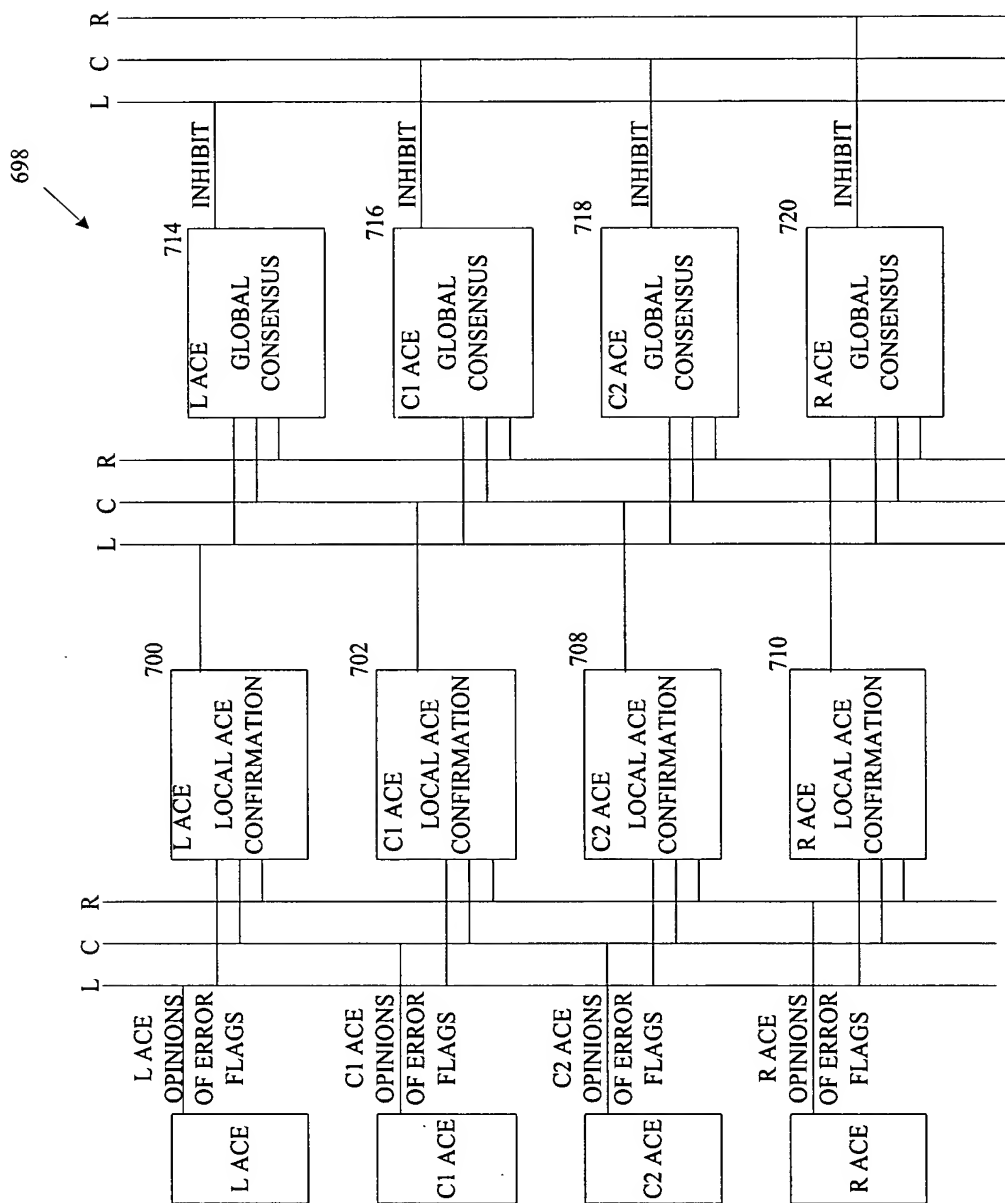 698
L C R
L C R
L C R
L ACE
L ACE
OPINIONS
OF ERROR
FLAGS
700
L ACE
LOCAL ACE
CONFIRMATION
714
L ACE
GLOBAL
CONSENSUS
INHIBIT
C1 ACE
C1 ACE
OPINIONS
OF ERROR
FLAGS
702
C1 ACE
LOCAL ACE
CONFIRMATION
716
C1 ACE
GLOBAL
CONSENSUS
INHIBIT
C2 ACE
C2 ACE
OPINIONS
OF ERROR
FLAGS
708
C2 ACE
LOCAL ACE
CONFIRMATION
718
C2 ACE
GLOBAL
CONSENSUS
INHIBIT
R ACE
R ACE
OPINIONS
OF ERROR
FLAGS
710
R ACE
LOCAL ACE
CONFIRMATION
720
R ACE
GLOBAL
CONSENSUS
INHIBIT